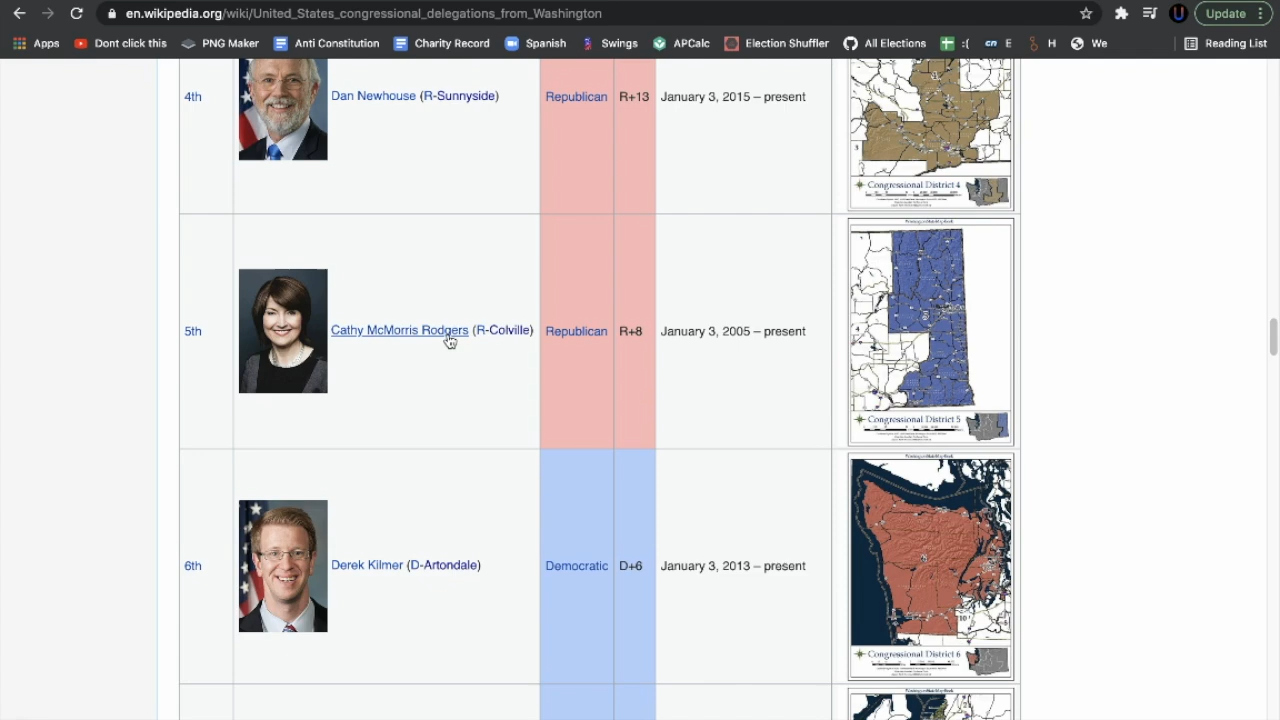 en.wikipedia.org/wiki/United_States_congressional_delegations_from_Washington
Update
Apps
Dont click this
PNG Maker
Anti Constitution
Charity Record
Spanish
Swings
APCalc
Election Shuffler
All Elections
:(
E
H
We
Reading List
4th
Dan Newhouse (R-Sunnyside)
Republican
R+13
January 3, 2015 – present
3
Congressional District 4
5th
Cathy McMorris Rodgers (R-Colville)
Republican
R+8
January 3, 2005 – present
Congressional District 5
6th
Derek Kilmer (D-Artondale)
Democratic
D+6
January 3, 2013 – present
10
Congressional District 6